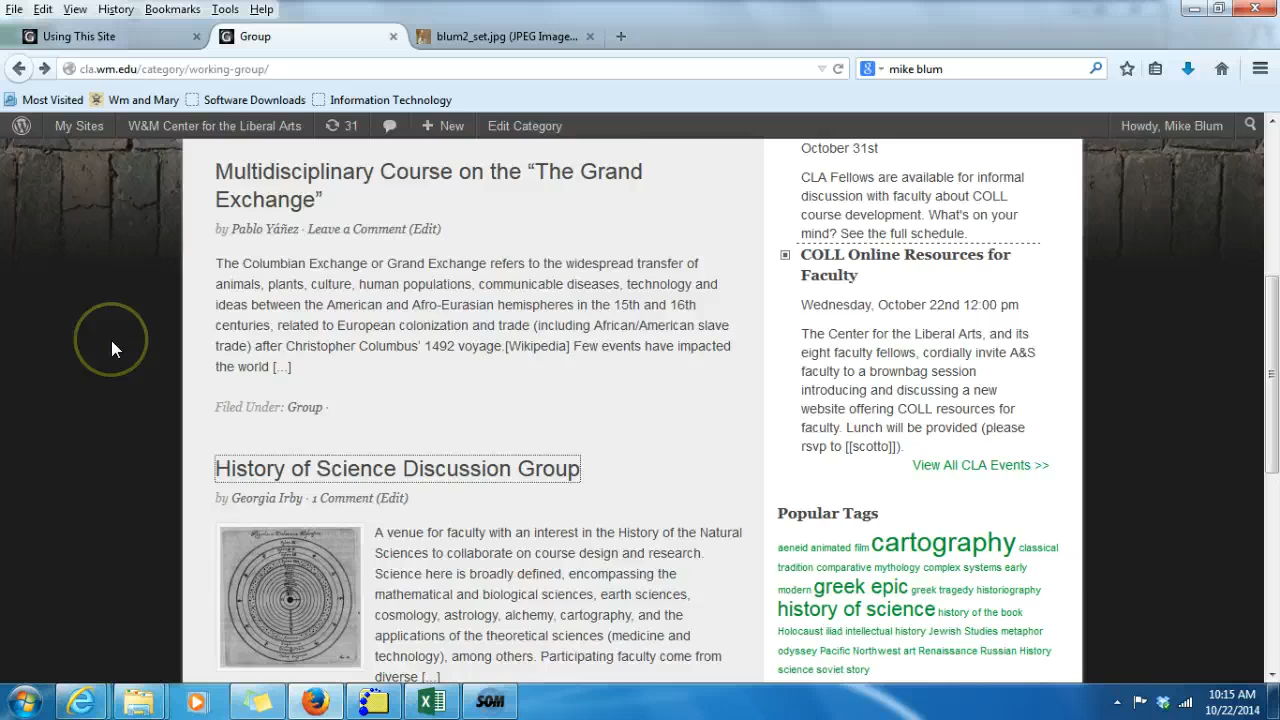 File Edit View History Bookmarks Tools Help
Using This Site
Group
blum2_set.jpg (JPEG Image...
cla.wm.edu/category/working-group/
mike blum
Most Visited Wm and Mary Software Downloads Information Technology
My Sites W&M Center for the Liberal Arts 31 New Edit Category Howdy, Mike Blum
Multidisciplinary Course on the “The Grand
Exchange”
by Pablo Yáñez · Leave a Comment (Edit)
The Columbian Exchange or Grand Exchange refers to the widespread transfer of
animals, plants, culture, human populations, communicable diseases, technology and
ideas between the American and Afro-Eurasian hemispheres in the 15th and 16th
centuries, related to European colonization and trade (including African/American slave
trade) after Christopher Columbus’ 1492 voyage.[Wikipedia] Few events have impacted
the world [...]
Filed Under: Group ·
History of Science Discussion Group
by Georgia Irby · 1 Comment (Edit)
A venue for faculty with an interest in the History of the Natural
Sciences to collaborate on course design and research.
Science here is broadly defined, encompassing the
mathematical and biological sciences, earth sciences,
cosmology, astrology, alchemy, cartography, and the
applications of the theoretical sciences (medicine and
technology), among others. Participating faculty come from
diverse [...]
October 31st
CLA Fellows are available for informal
discussion with faculty about COLL
course development. What's on your
mind? See the full schedule.
COLL Online Resources for
Faculty
Wednesday, October 22nd 12:00 pm
The Center for the Liberal Arts, and its
eight faculty fellows, cordially invite A&S
faculty to a brownbag session
introducing and discussing a new
website offering COLL resources for
faculty. Lunch will be provided (please
rsvp to [[scotto]]).
View All CLA Events >>
Popular Tags
aeneid animated film cartography classical
tradition comparative mythology complex systems early
modern greek epic greek tragedy historiography
history of science history of the book
Holocaust iliad intellectual history Jewish Studies metaphor
odyssey Pacific Northwest art Renaissance Russian History
science soviet story
SOM
10:15 AM
10/22/2014